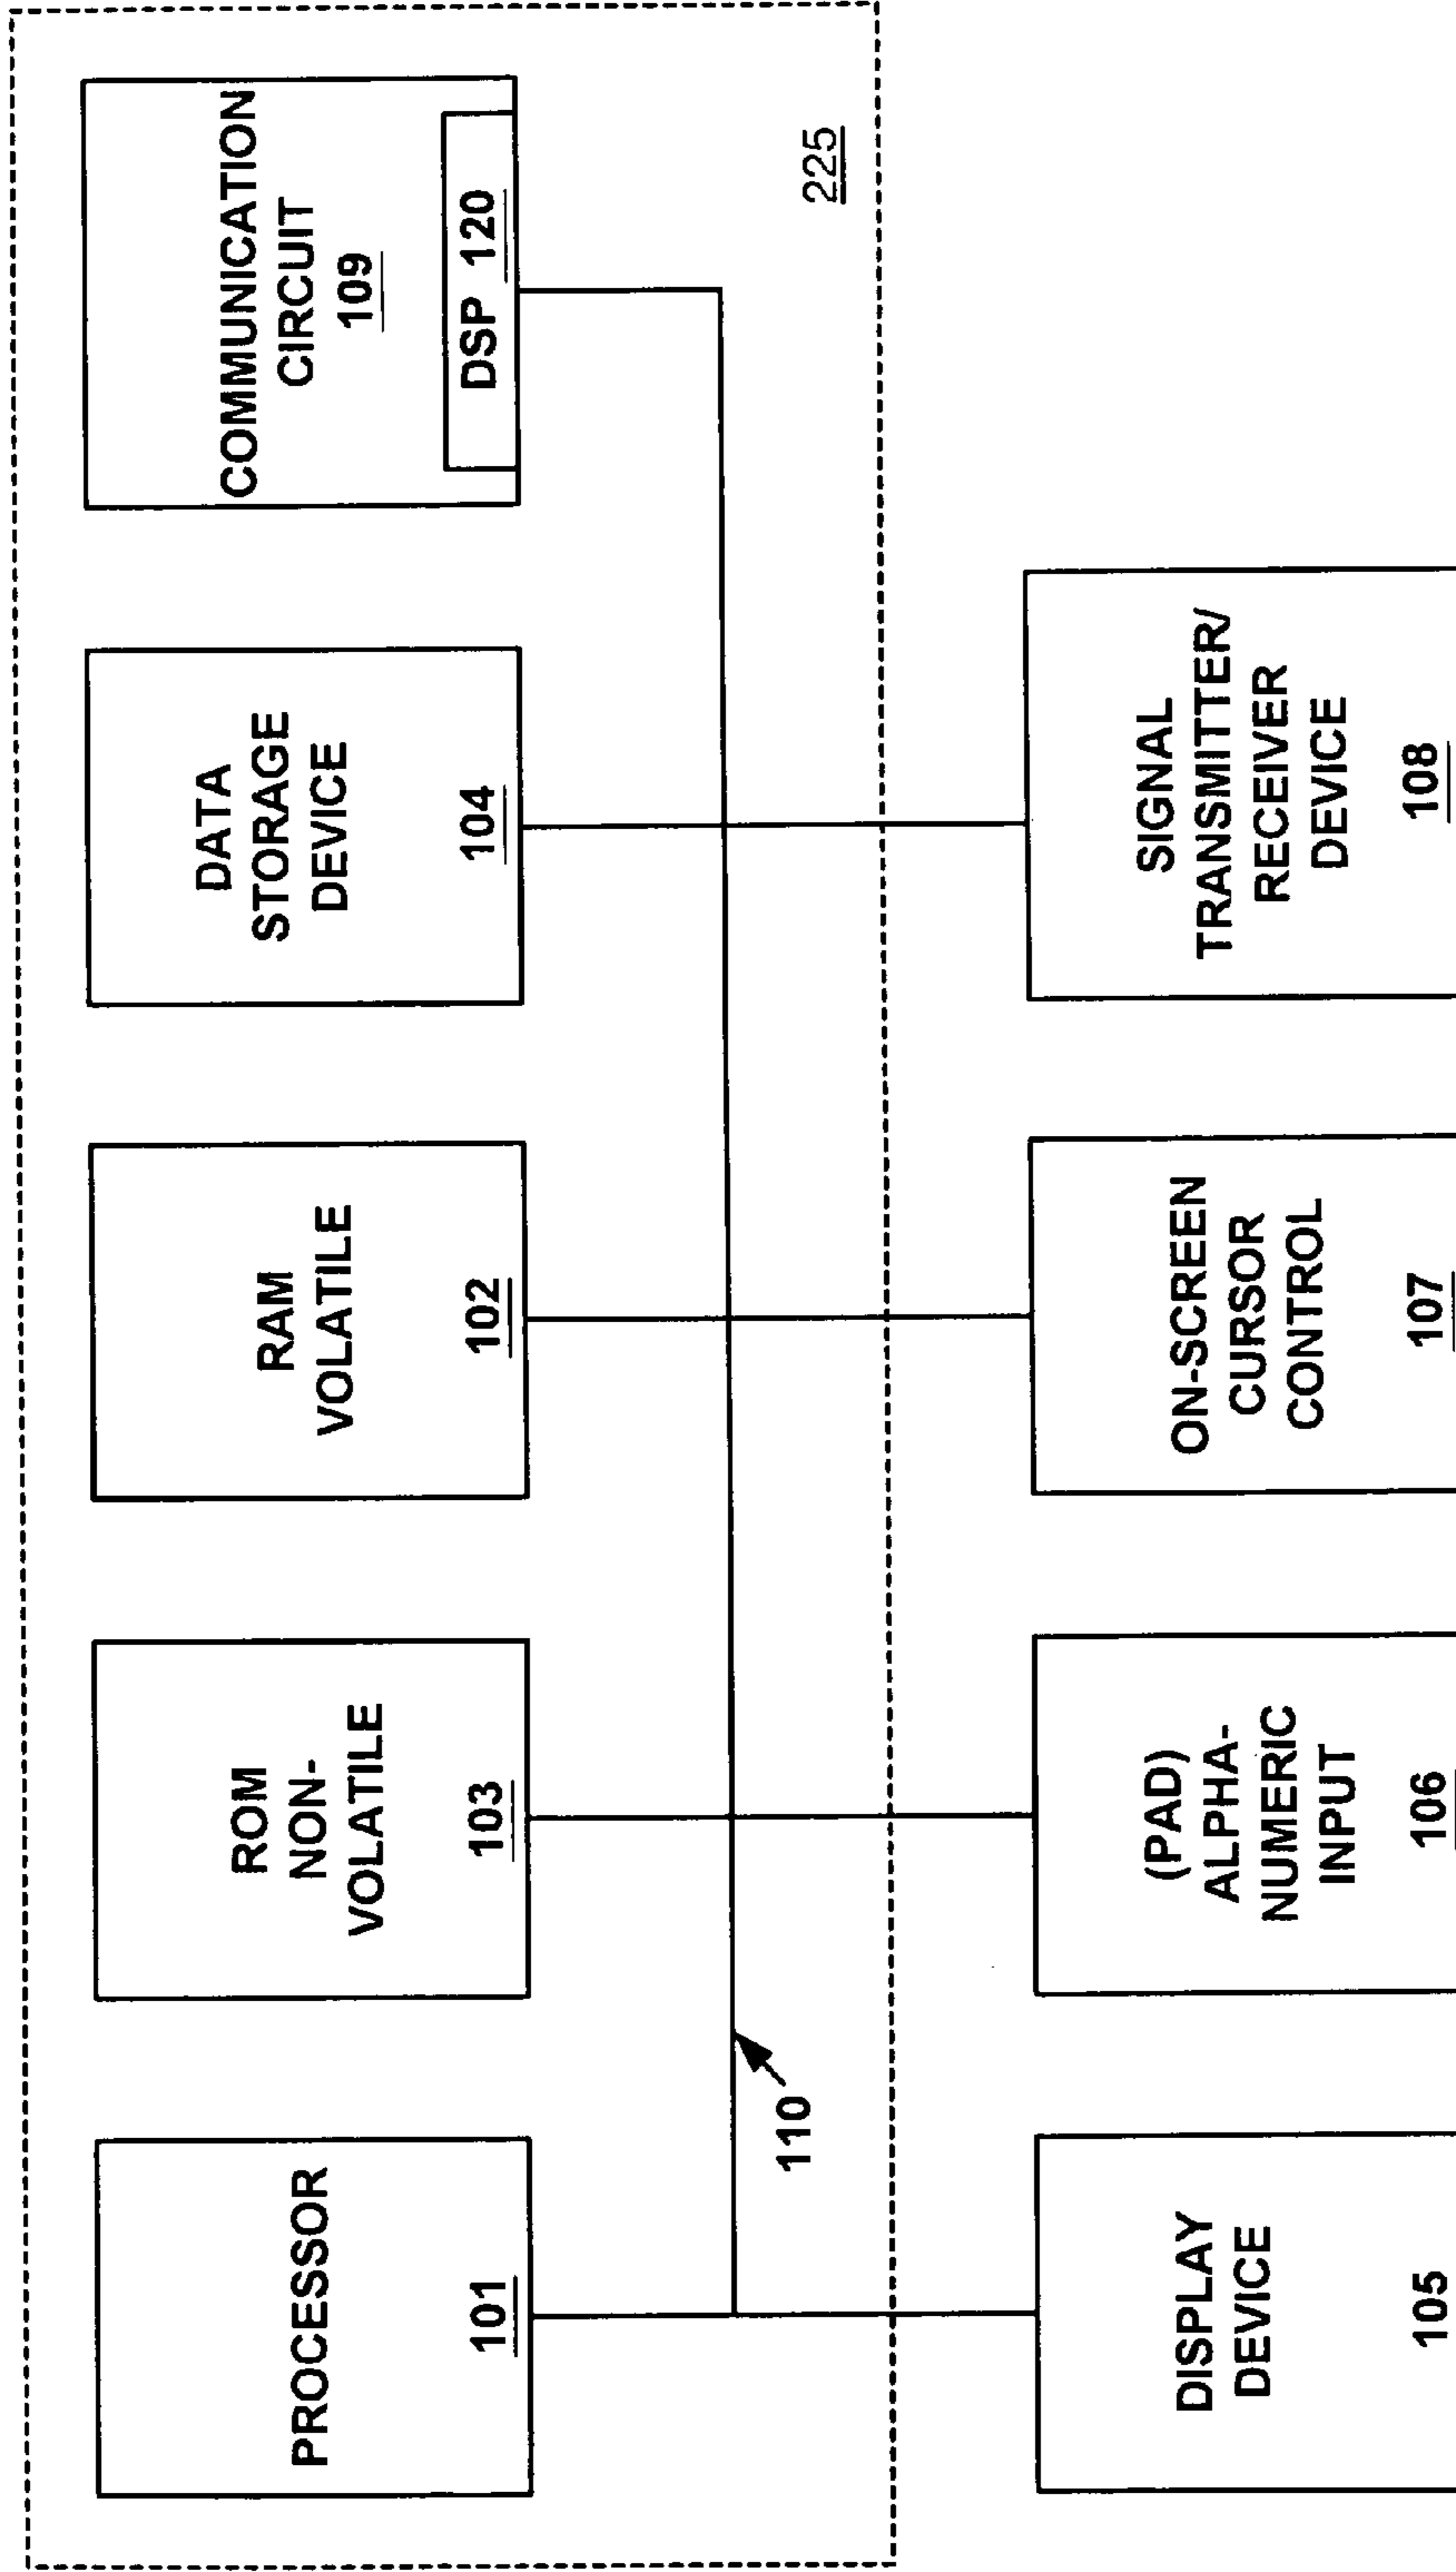 PROCESSOR
101
ROM
NON-
VOLATILE
103
RAM
VOLATILE
102
DATA
STORAGE
DEVICE
104
COMMUNICATION
CIRCUIT
109
DSP 120
110
225
DISPLAY
DEVICE
105
(PAD)
ALPHA-
NUMERIC
INPUT
106
ON-SCREEN
CURSOR
CONTROL
107
SIGNAL
TRANSMITTER/
RECEIVER
DEVICE
108